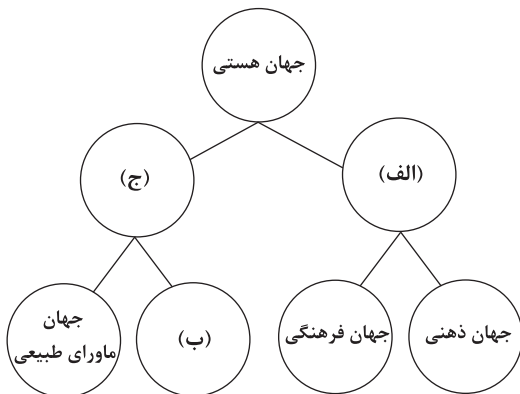 جهان هستی
(الف)
(ج)
جهان ذهنی
جهان فرهنگی
(ب)
جهان
ماورای طبیعی